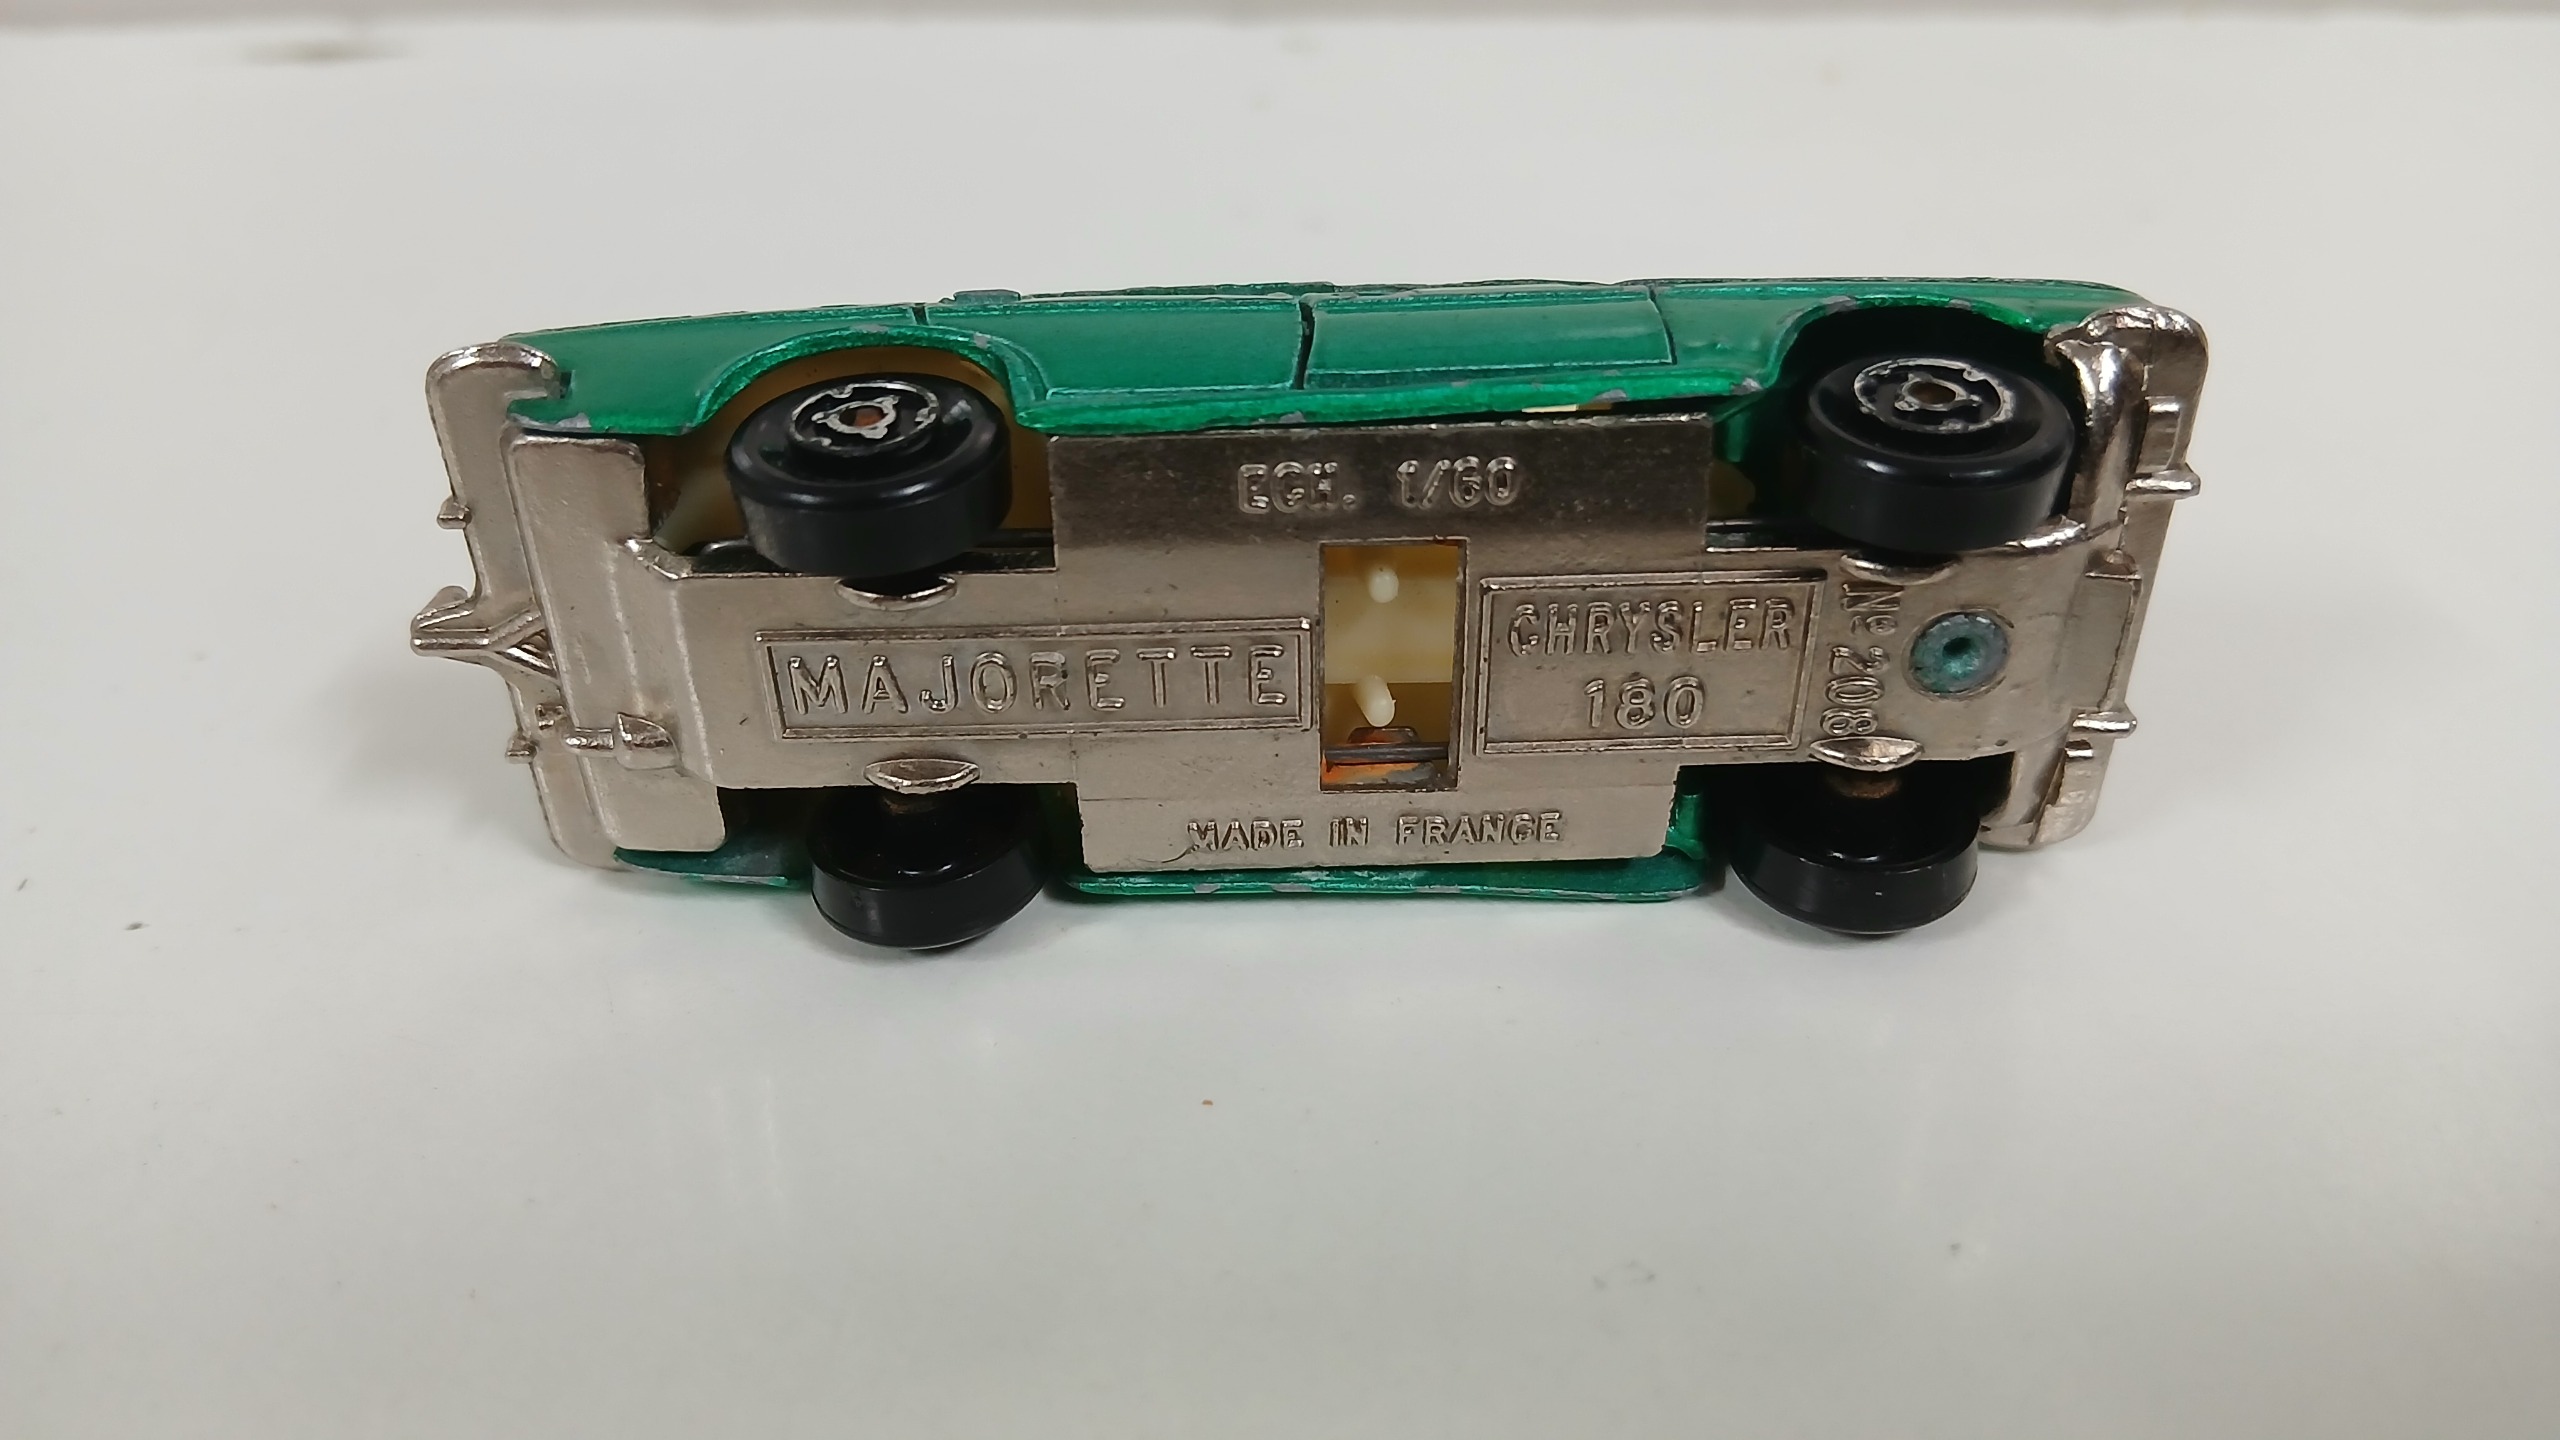 ECH. 1/60
MAJORETTE
CHRYSLER
180
No 208
MADE IN FRANCE